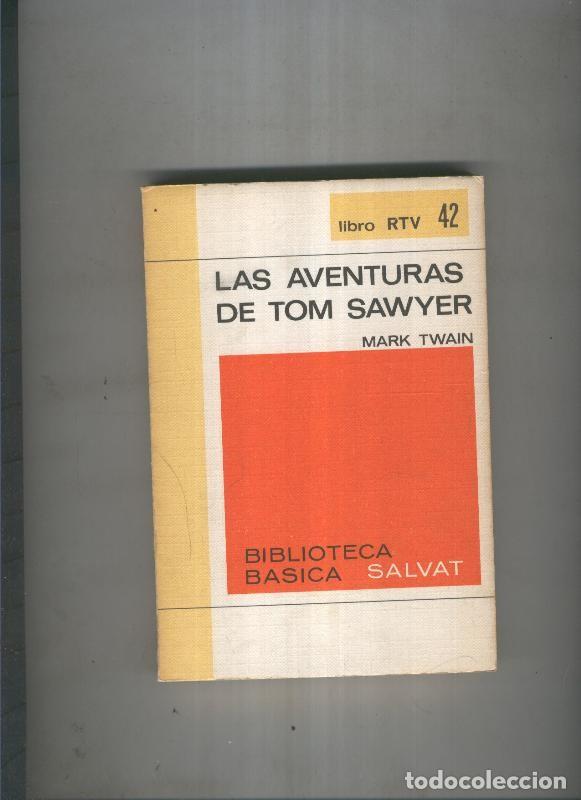 libro RTV 42
LAS AVENTURAS
DE TOM SAWYER
MARK TWAIN
BIBLIOTECA
BASICA SALVAT
todocoleccion